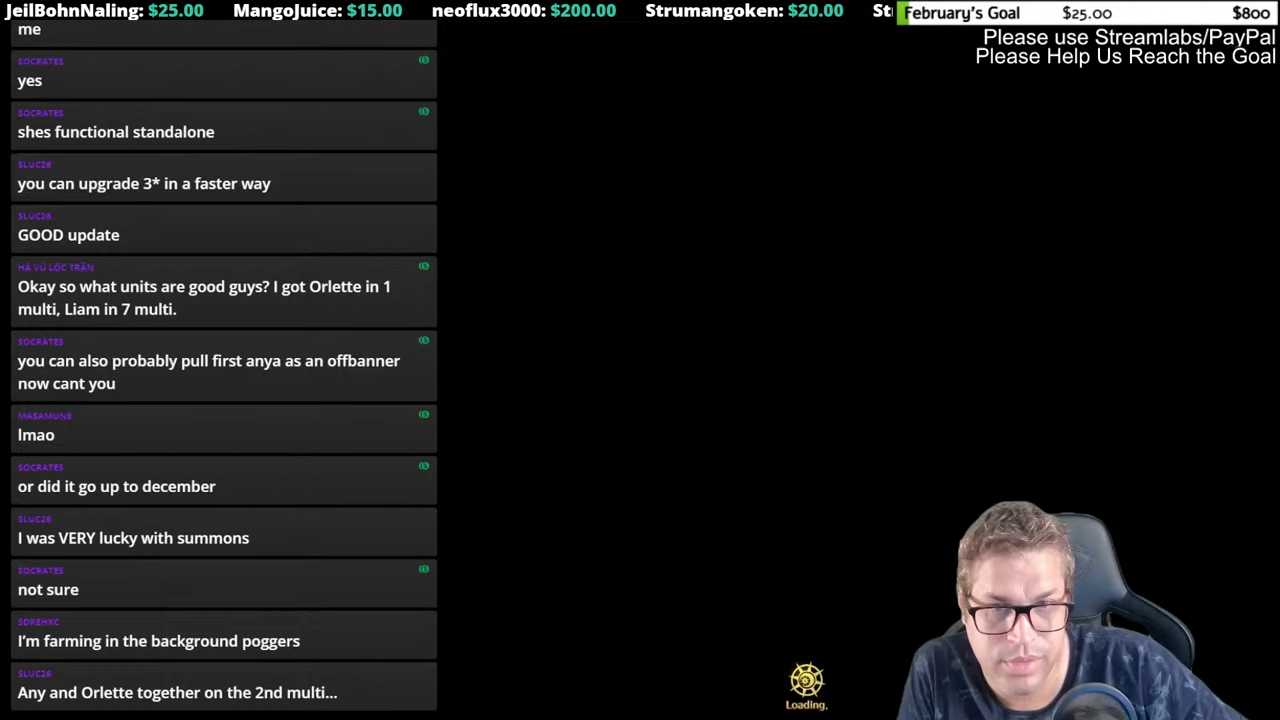 JeilBohnNaling: $25.00 MangoJuice: $15.00 neoflux3000: $200.00 Strumangoken: $20.00
February's Goal $25.00 $800
Please use Streamlabs/PayPal
Please Help Us Reach the Goal
me
SOCRATES
yes
SOCRATES
shes functional standalone
SLUC26
you can upgrade 3* in a faster way
SLUC26
GOOD update
HÀ VŨ LỘC TRẦN
Okay so what units are good guys? I got Orlette in 1
multi, Liam in 7 multi.
SOCRATES
you can also probably pull first anya as an offbanner
now cant you
MASAMUNE
lmao
SOCRATES
or did it go up to december
SLUC26
I was VERY lucky with summons
SOCRATES
not sure
SDREHXC
I'm farming in the background poggers
SLUC26
Any and Orlette together on the 2nd multi...
Loading.